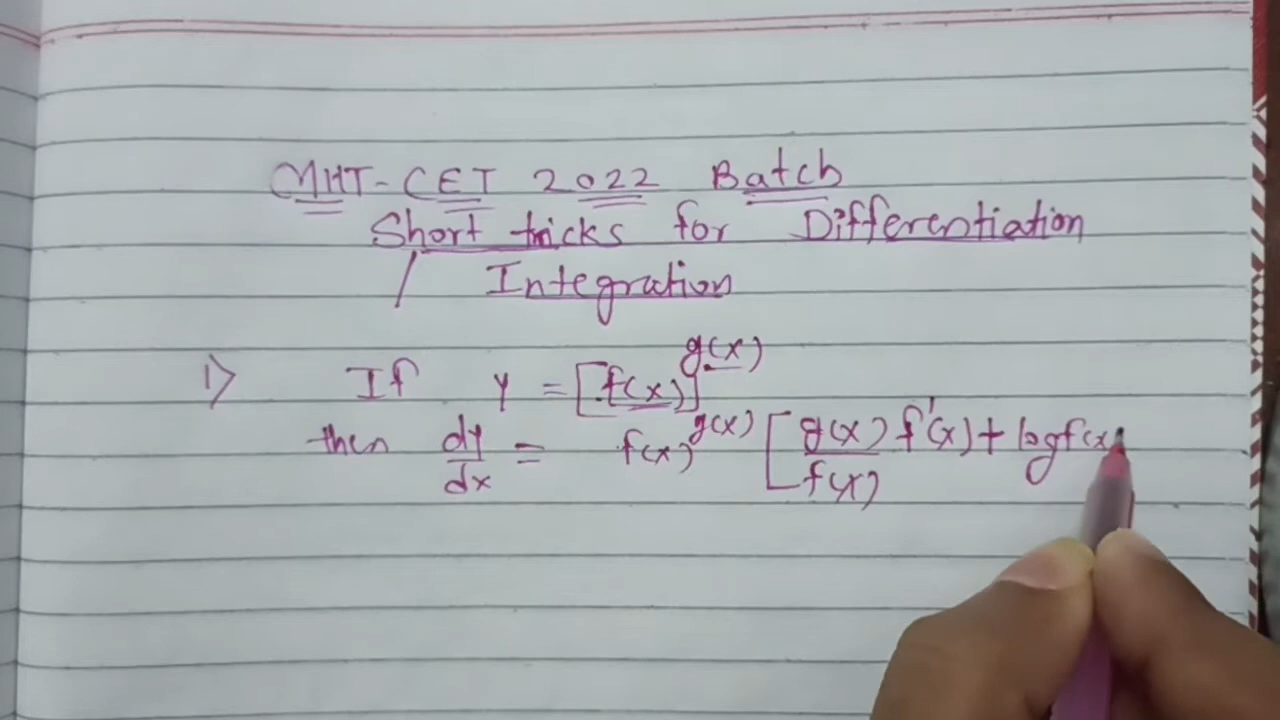 MHT-CET 2022 Batch
Short tricks for Differentiation
/ Integration
1) If y = [f(x)]^g(x)
then dy/dx = f(x)^g(x) [g(x)/f(x) f'(x) + log f(x)